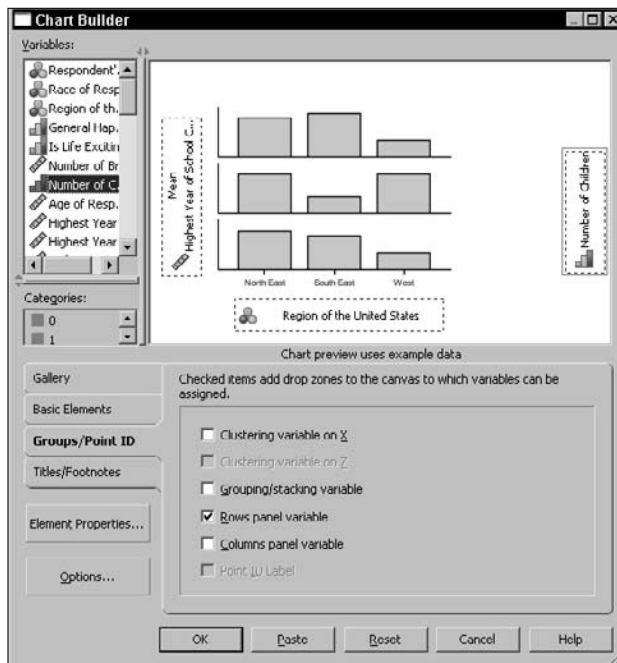 Chart Builder
Variables:
Respondent'...
Race of Resp
Region of th...
General Hap...
Is Life Excitin
Number of Br
Number of C...
Age of Resp...
Highest Year
Highest Year
Mean
Highest Year of School C...
North East
South East
West
Region of the United States
Number of Children
Categories:
0
1
Chart preview uses example data
Gallery
Basic Elements
Groups/Point ID
Titles/Footnotes
Element Properties...
Options...
Checked items add drop zones to the canvas to which variables can be
assigned.
Clustering variable on X
Clustering variable on Z
Grouping/stacking variable
Rows panel variable
Columns panel variable
Point ID Label
OK
Paste
Reset
Cancel
Help